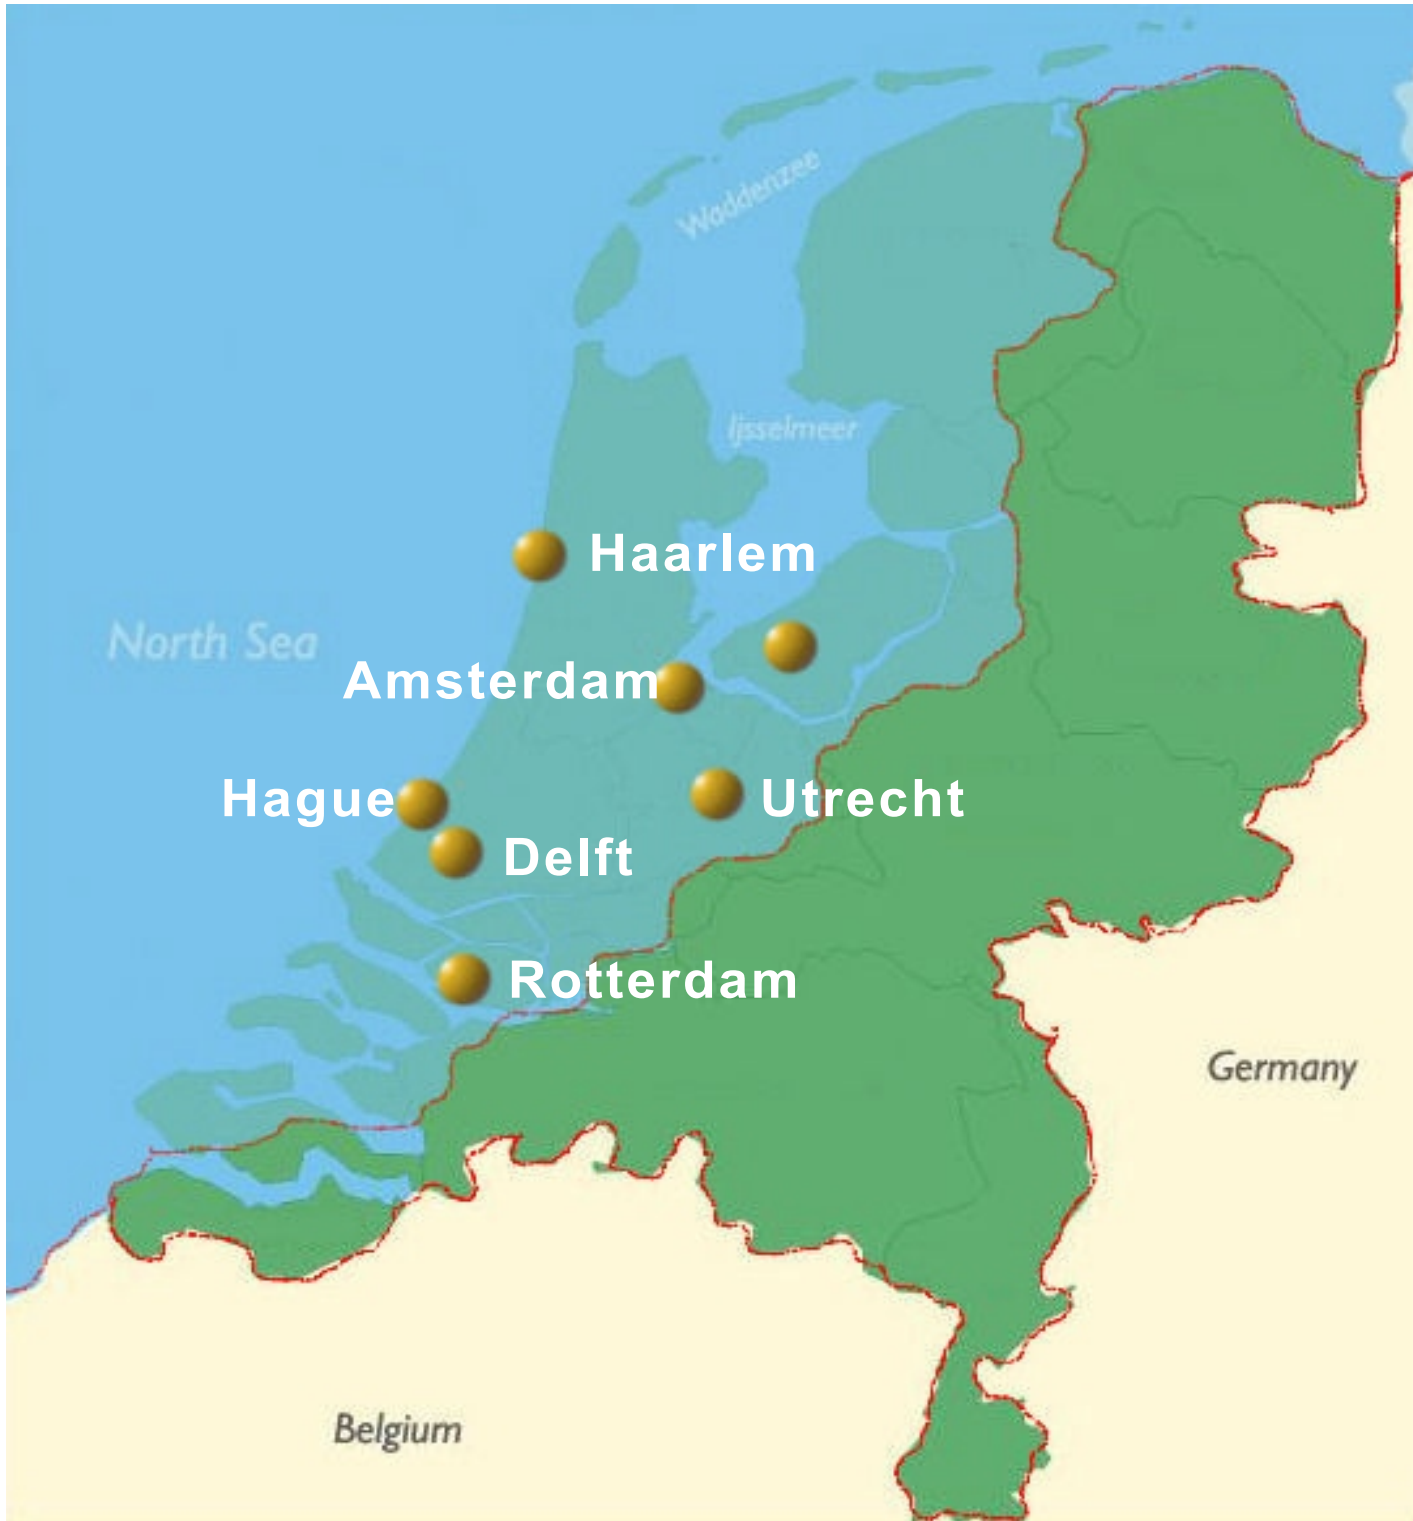 Waddenzee
Ijsselmeer
Haarlem
North Sea
Amsterdam
Hague
Utrecht
Delft
Rotterdam
Germany
Belgium